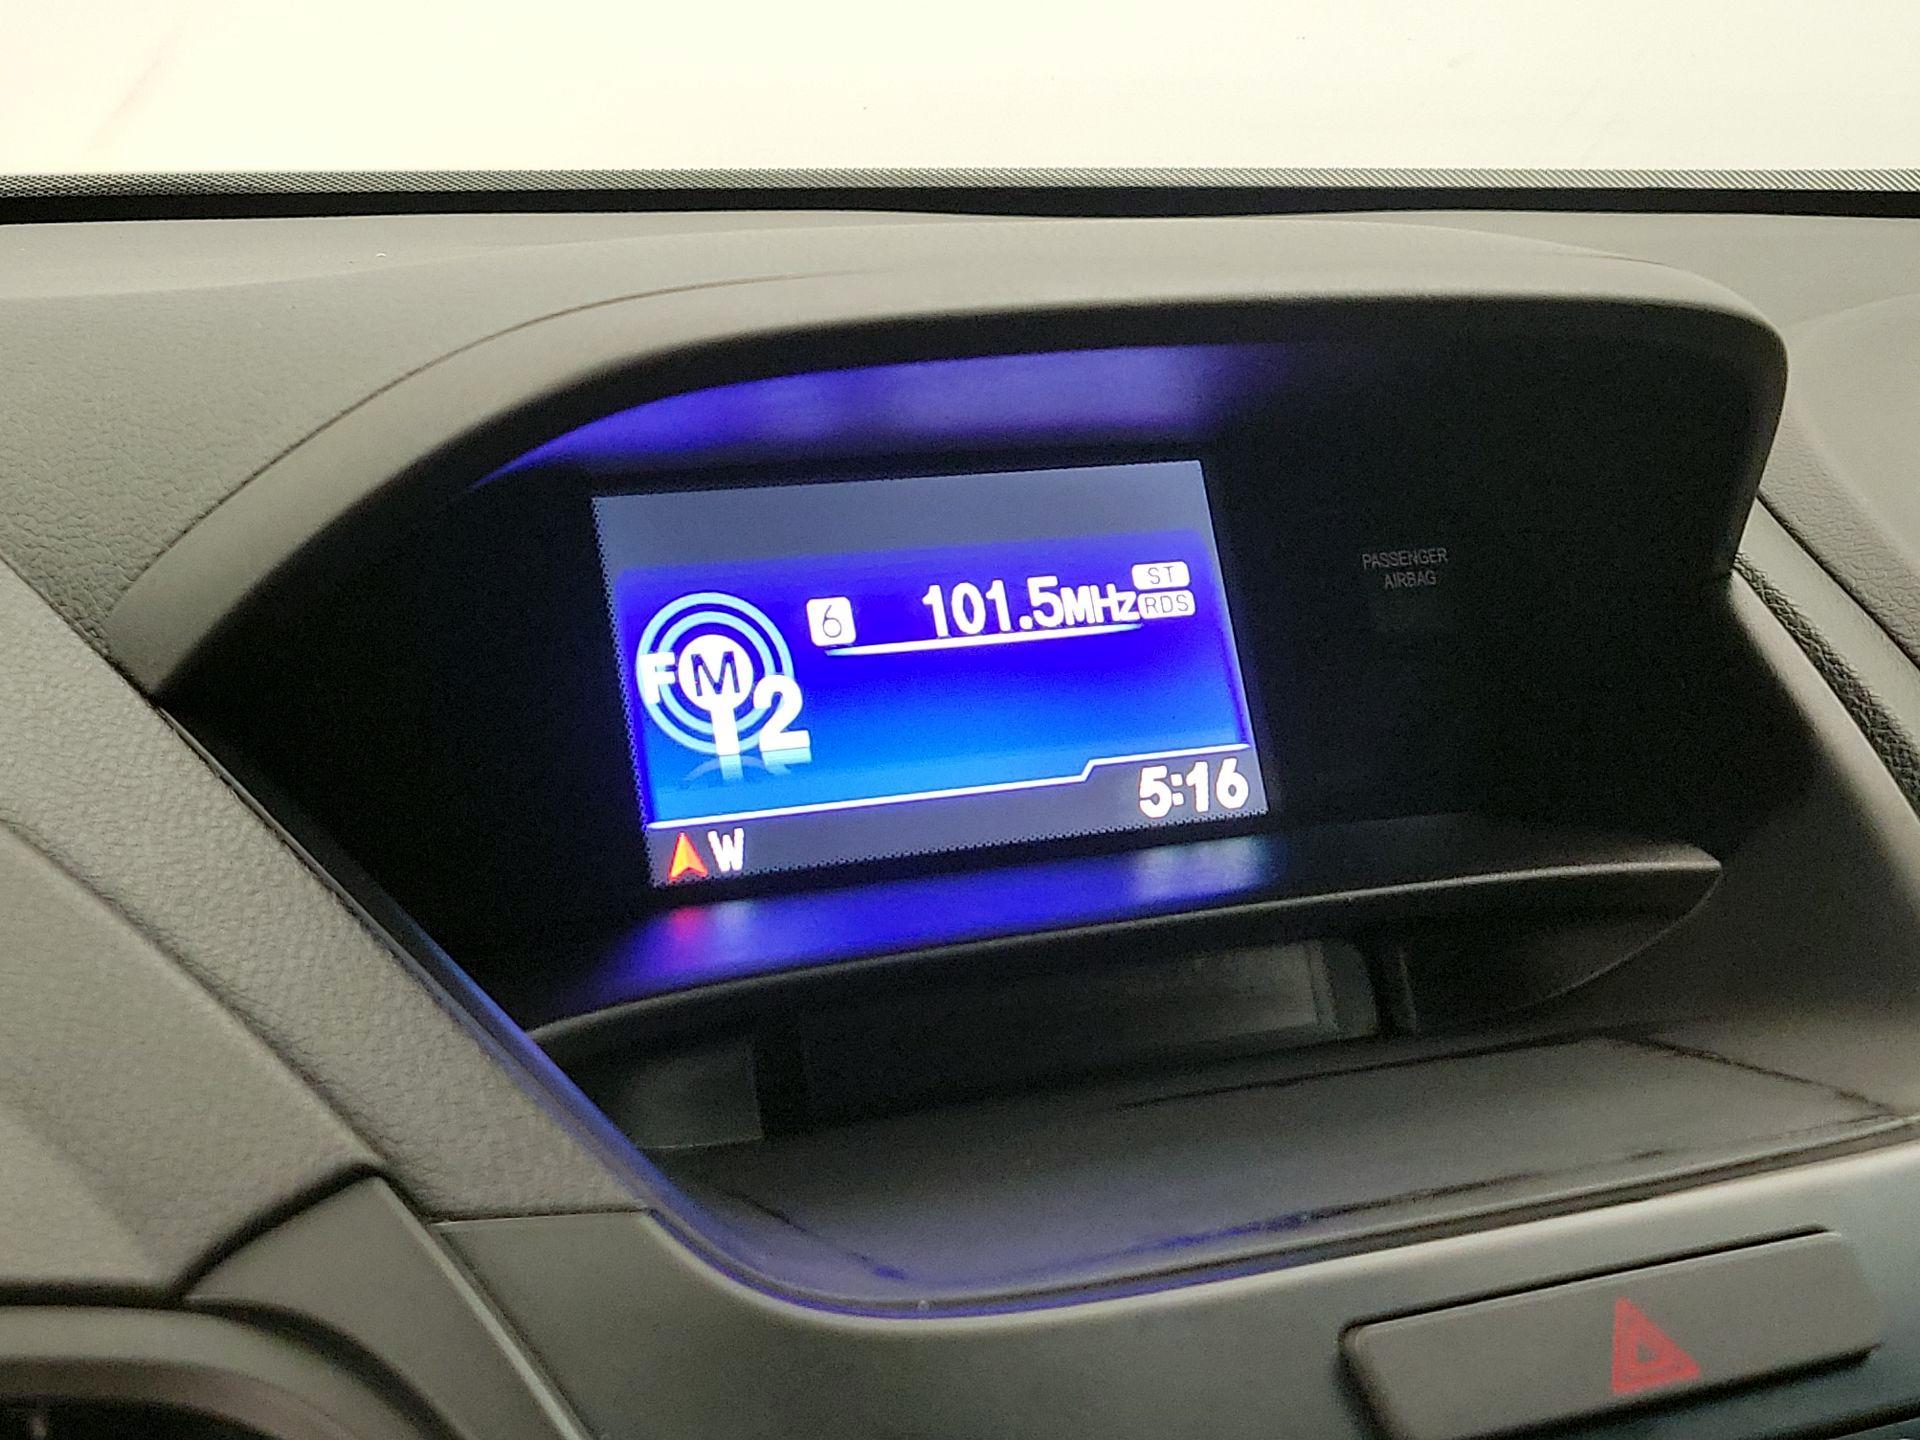 6 101.5MHz ST
RDS
FM
2
5:16
W
PASSENGER
AIRBAG